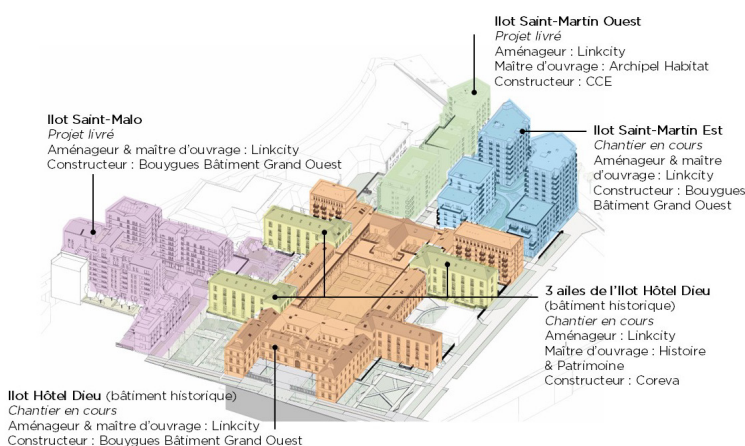 Ilot Saint-Martin Ouest
Projet livré
Aménageur : Linkcity
Maître d'ouvrage : Archipel Habitat
Constructeur : CCE
Ilot Saint-Malo
Projet livré
Aménageur & maître d'ouvrage : Linkcity
Constructeur : Bouygues Bâtiment Grand Ouest
Ilot Saint-Martin Est
Chantier en cours
Aménageur & maître
d'ouvrage : Linkcity
Constructeur : Bouygues
Bâtiment Grand Ouest
3 ailes de l'Ilot Hôtel Dieu
(bâtiment historique)
Chantier en cours
Aménageur : Linkcity
Maître d'ouvrage : Histoire
& Patrimoine
Constructeur : Coreva
Ilot Hôtel Dieu (bâtiment historique)
Chantier en cours
Aménageur & maître d'ouvrage : Linkcity
Constructeur : Bouygues Bâtiment Grand Ouest